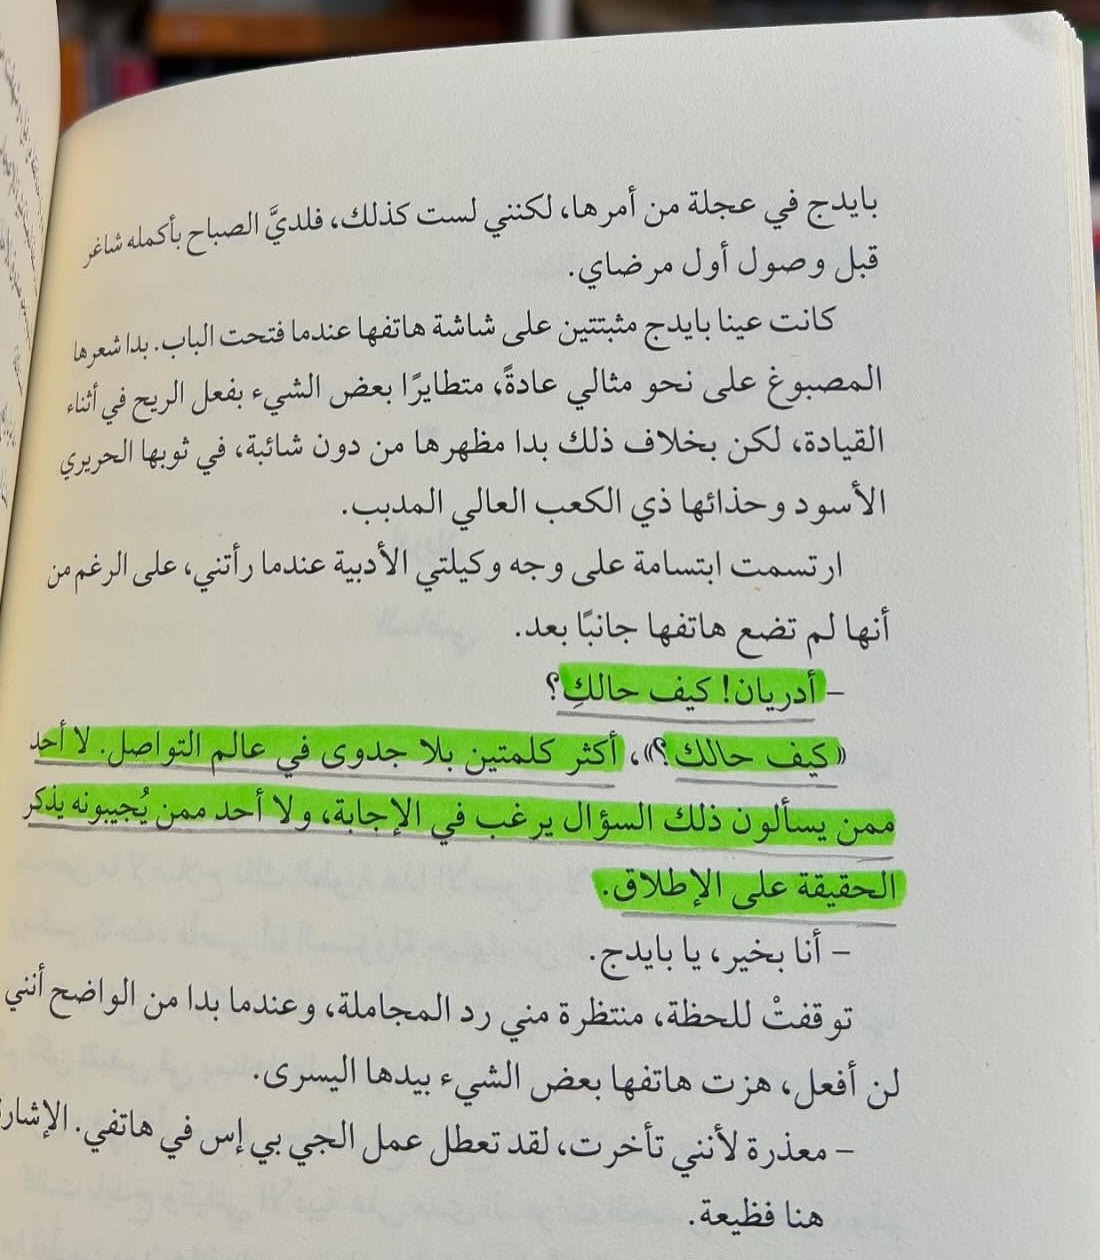 بايدج في عجلة من أمرها، لكنني لست كذلك، فلديَّ الصباح بأكمله شاغر
قبل وصول أول مرضاي.
كانت عينا بايدج مثبتتين على شاشة هاتفها عندما فتحت الباب. بدا شعرها
المصبوغ على نحو مثالي عادةً، متطايرًا بعض الشيء بفعل الريح في أثناء
القيادة، لكن بخلاف ذلك بدا مظهرها من دون شائبة، في ثوبها الحريري
الأسود وحذائها ذي الكعب العالي المدبب.
ارتسمت ابتسامة على وجه وكيلتي الأدبية عندما رأتني، على الرغم من
أنها لم تضع هاتفها جانبًا بعد.
– أدريان! كيف حالكِ؟
«كيف حالك؟»، أكثر كلمتين بلا جدوى في عالم التواصل. لا أحد
ممن يسألون ذلك السؤال يرغب في الإجابة، ولا أحد ممن يُجيبونه يذكر
الحقيقة على الإطلاق.
– أنا بخير، يا بايدج.
توقفتْ للحظة، منتظرة مني رد المجاملة، وعندما بدا من الواضح أنني
لن أفعل، هزت هاتفها بعض الشيء بيدها اليسرى.
– معذرة لأنني تأخرت، لقد تعطل عمل الجي بي إس في هاتفي. الإشارة
هنا فظيعة.